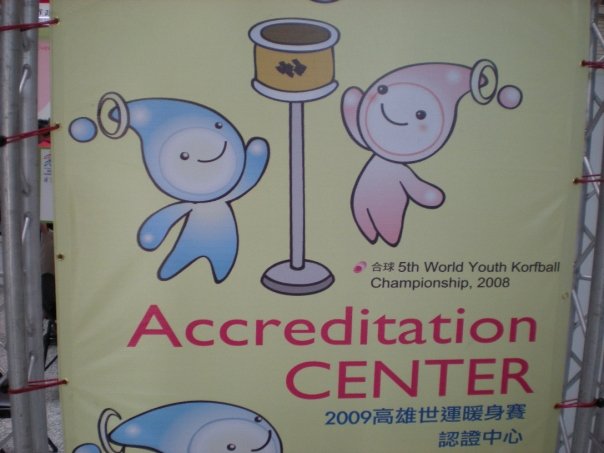 合球 5th World Youth Korfball
Championship, 2008
Accreditation
CENTER
2009高雄世運暖身賽
認證中心